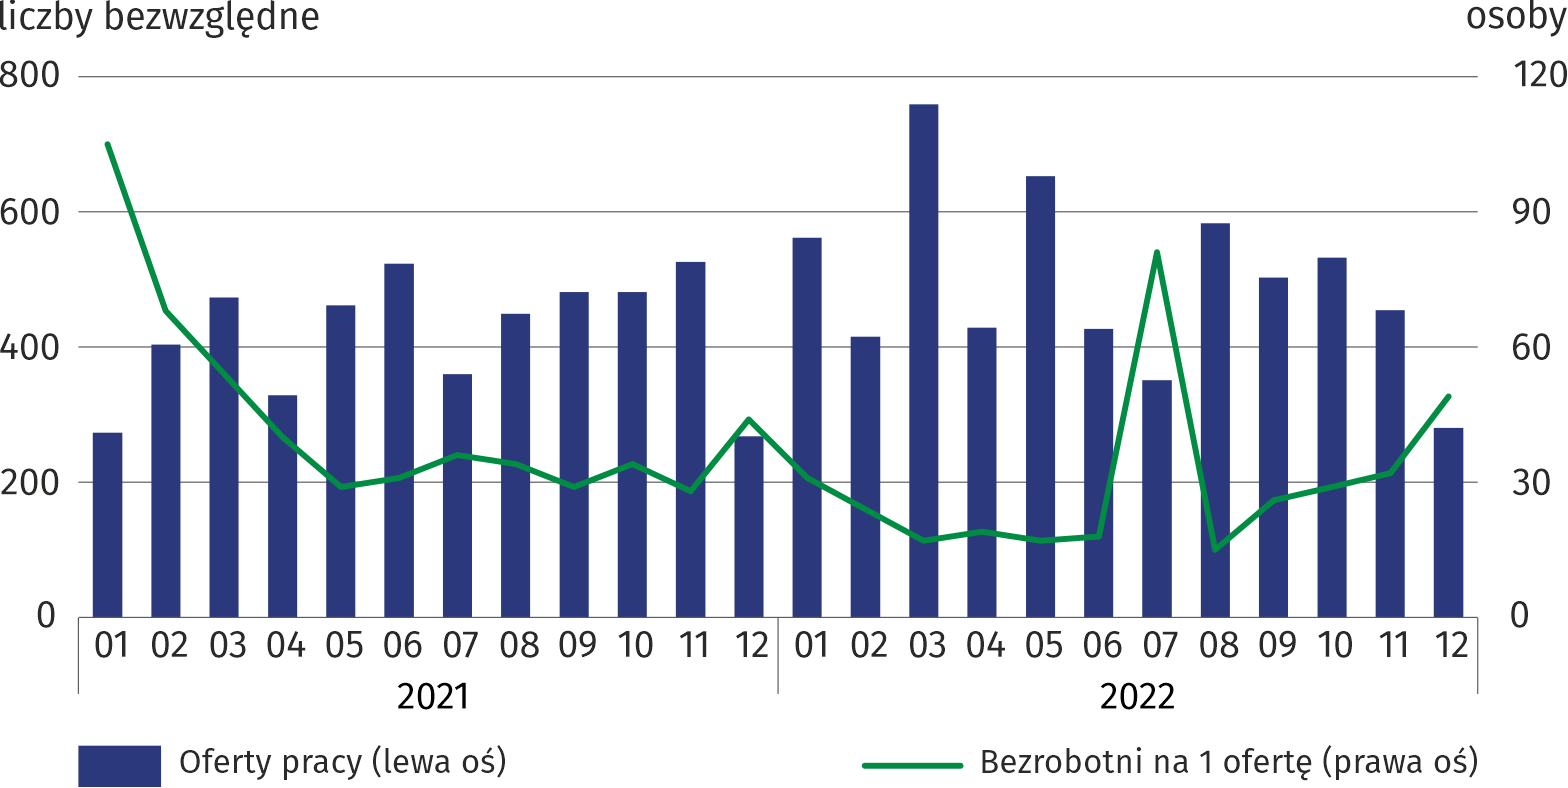 liczby bezwzględne osoby
800 120
600 90
400 60
200 30
0 0
01 02 03 04 05 06 07 08 09 10 11 12 01 02 03 04 05 06 07 08 09 10 11 12
2021 2022
Oferty pracy (lewa oś) Bezrobotni na 1 ofertę (prawa oś)